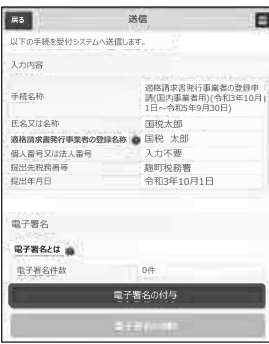 戻る
送信
以下の手続を受付システムへ送信します。
入力内容
手続名称
適格請求書発行事業者の登録申
請(国内事業者用)(令和3年10月
1日～令和5年9月30日)
氏名又は名称
国税太郎
適格請求書発行事業者の登録名称
国税 太郎
個人番号又は法人番号
入力不要
提出先税務署等
麹町税務署
提出年月日
令和3年10月1日
電子署名
電子署名とは
電子署名件数
0件
電子署名の付与